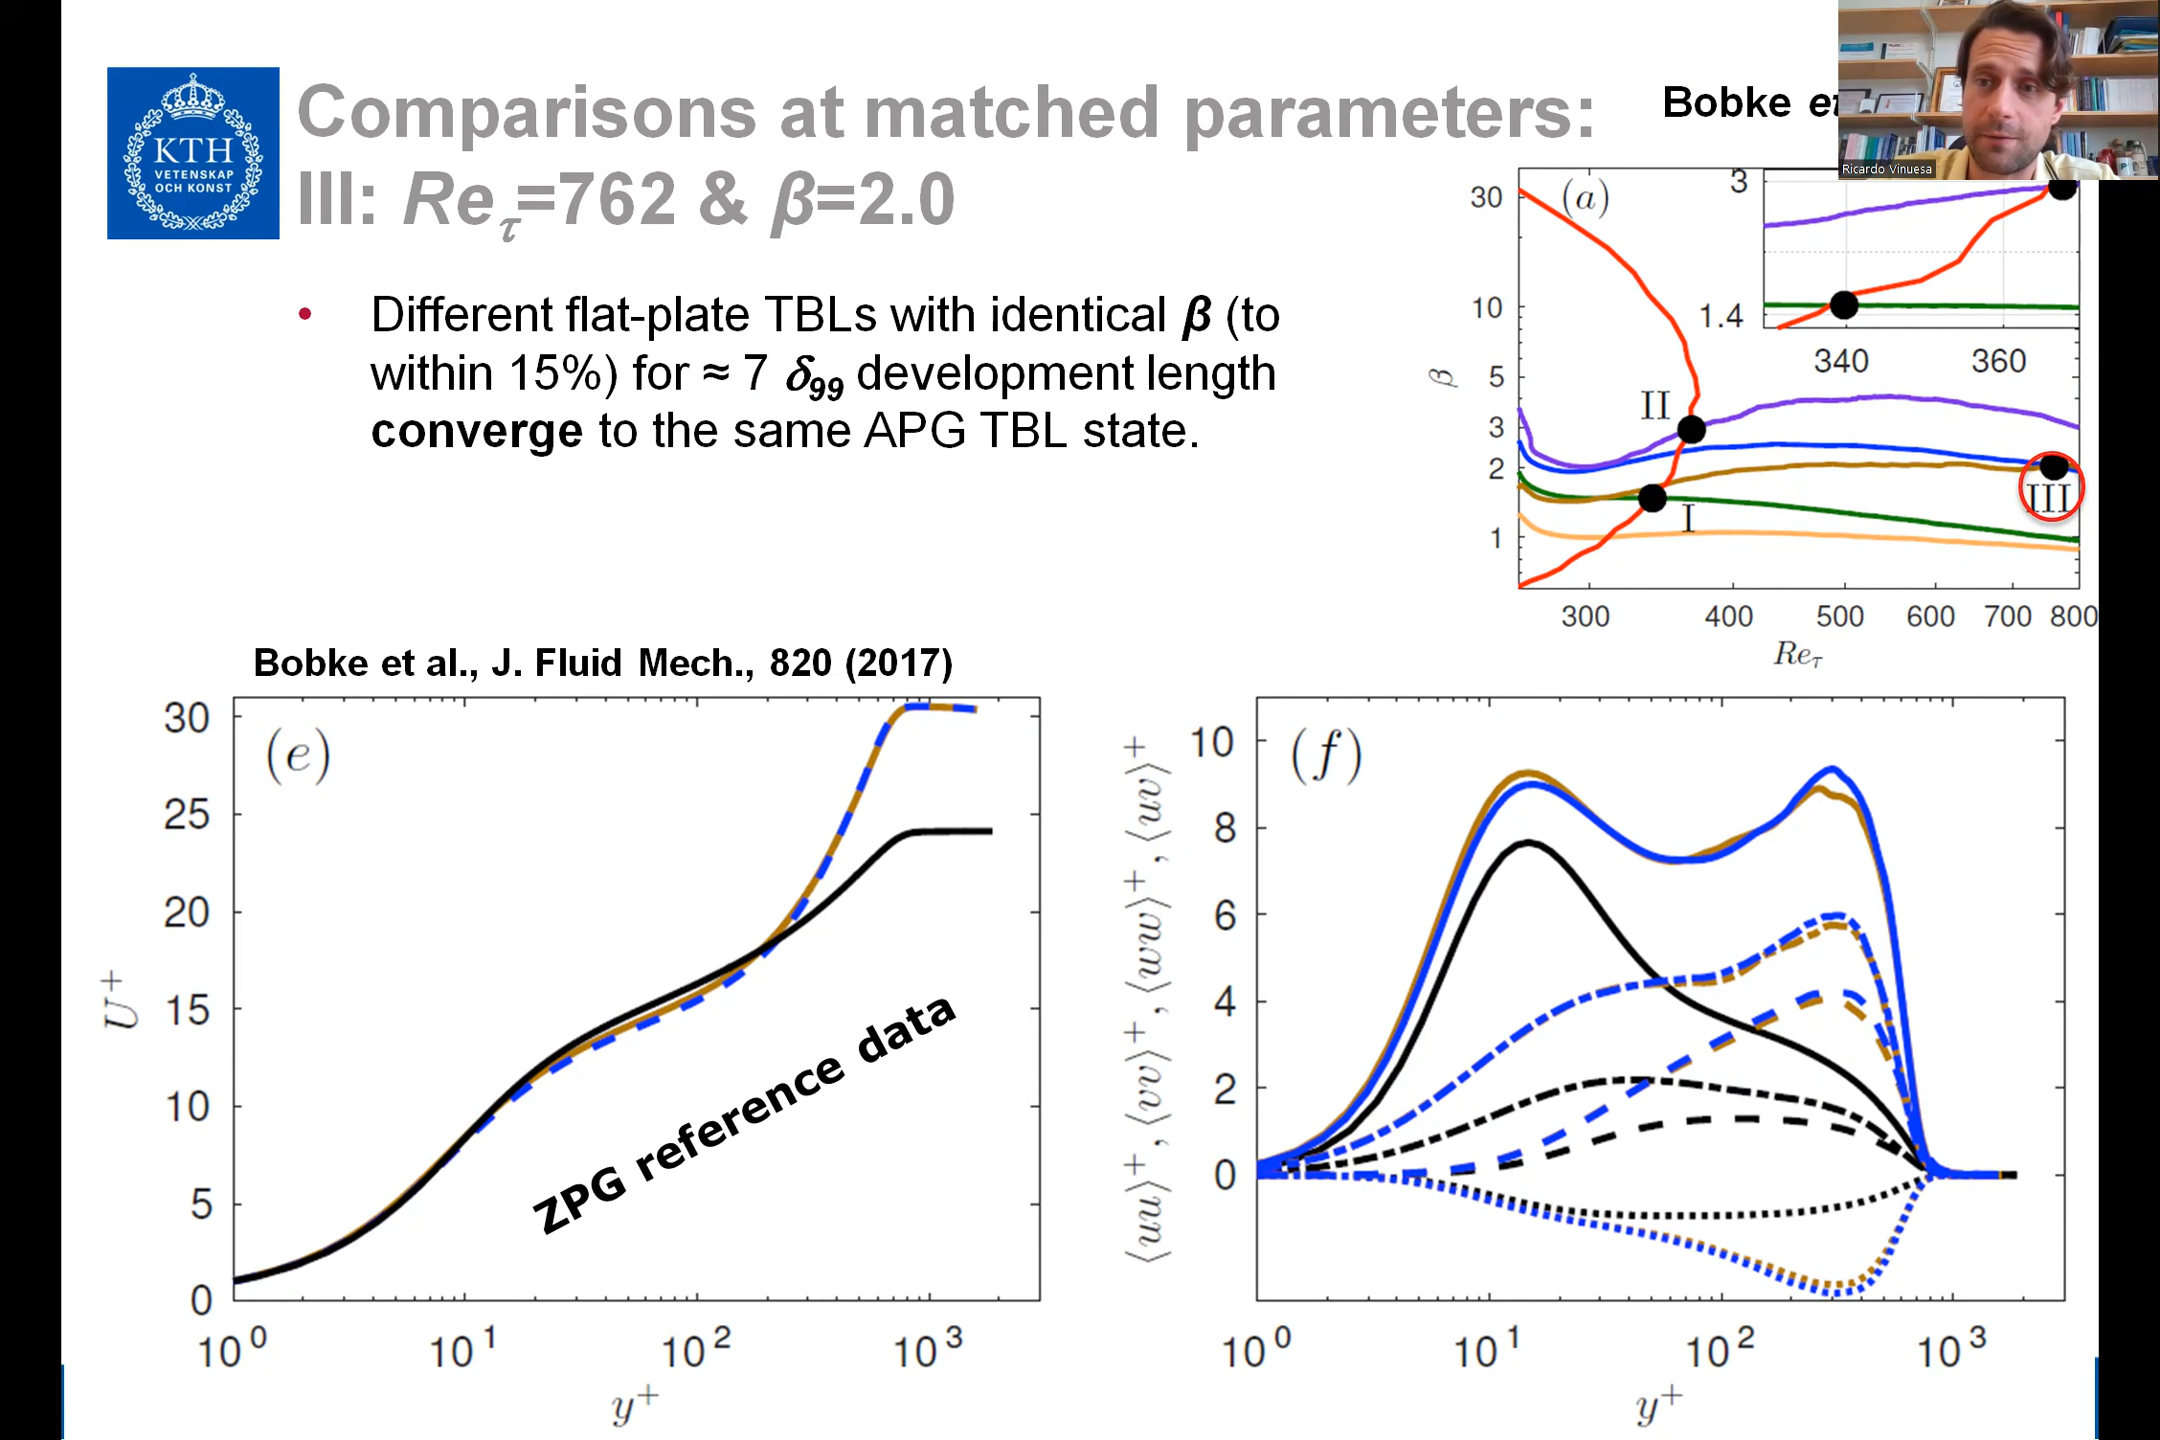 KTH
VETENSKAP
OCH KONST
Comparisons at matched parameters:
III: Reτ=762 & β=2.0
Bobke et
Ricardo Vinuesa
• Different flat-plate TBLs with identical β (to
within 15%) for ≈ 7 δ99 development length
converge to the same APG TBL state.
(a)
30
10
5
3
2
1
β
3
1.4
340 360
II
I
III
300 400 500 600 700 800
Reτ
Bobke et al., J. Fluid Mech., 820 (2017)
(e)
30
25
20
15
10
5
0
U+
ZPG reference data
10^0 10^1 10^2 10^3
y+
(f)
10
8
6
4
2
0
⟨uu⟩+, ⟨vv⟩+, ⟨ww⟩+, ⟨uv⟩+
10^0 10^1 10^2 10^3
y+